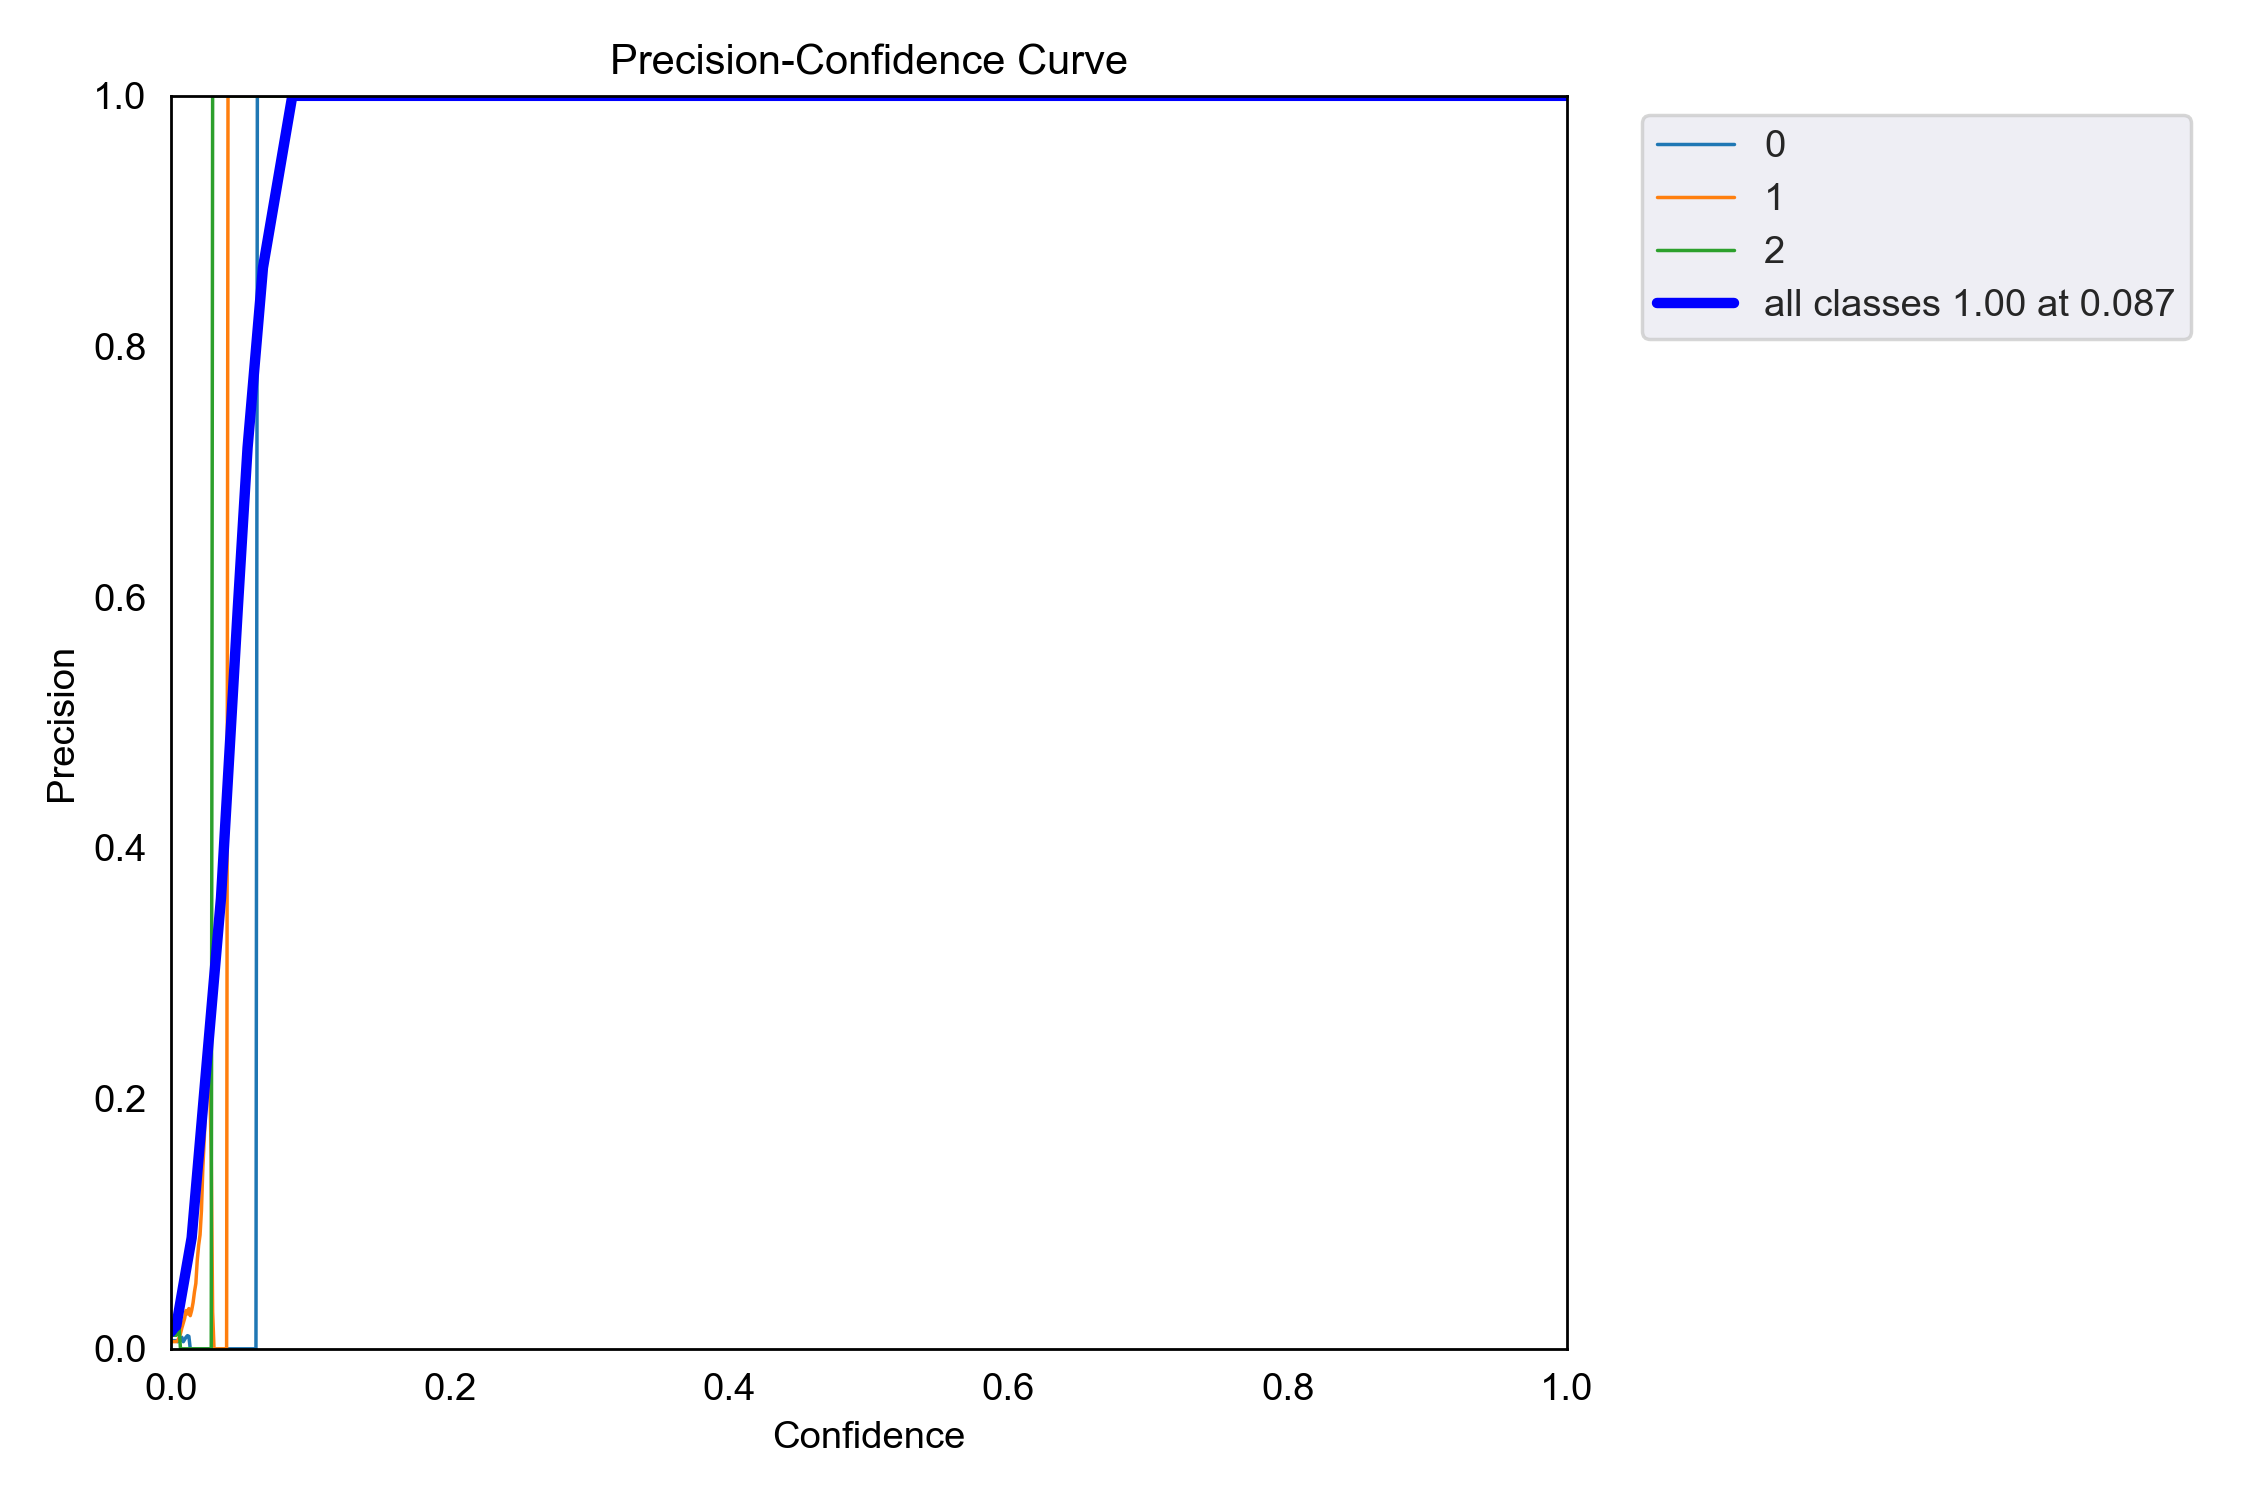 Precision-Confidence Curve
1.0
0.8
0.6
0.4
0.2
0.0
Precision
0.0 0.2 0.4 0.6 0.8 1.0
Confidence
0
1
2
all classes 1.00 at 0.087